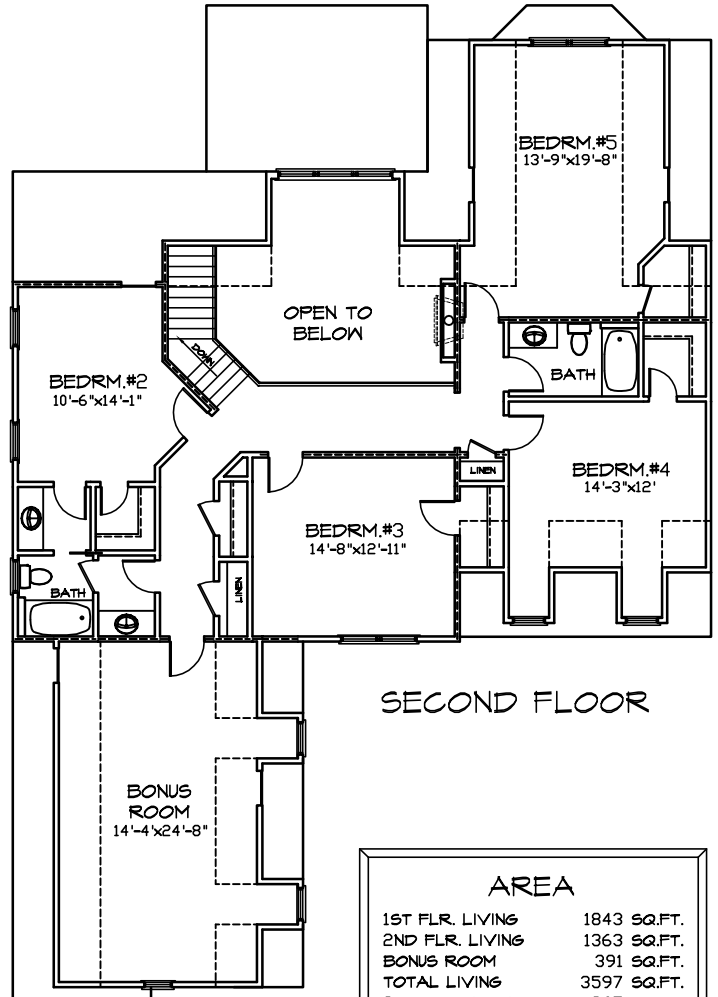 BEDRM.#5
13'-9"x19'-8"
OPEN TO
BELOW
DOWN
BEDRM.#2
10'-6"x14'-1"
BATH
LINEN
BEDRM.#4
14'-3"x12'
BEDRM.#3
14'-8"x12'-11"
LINEN
BATH
SECOND FLOOR
BONUS
ROOM
14'-4'x24'-8"
AREA
1ST FLR. LIVING 1843 SQ.FT.
2ND FLR. LIVING 1363 SQ.FT.
BONUS ROOM 391 SQ.FT.
TOTAL LIVING 3597 SQ.FT.